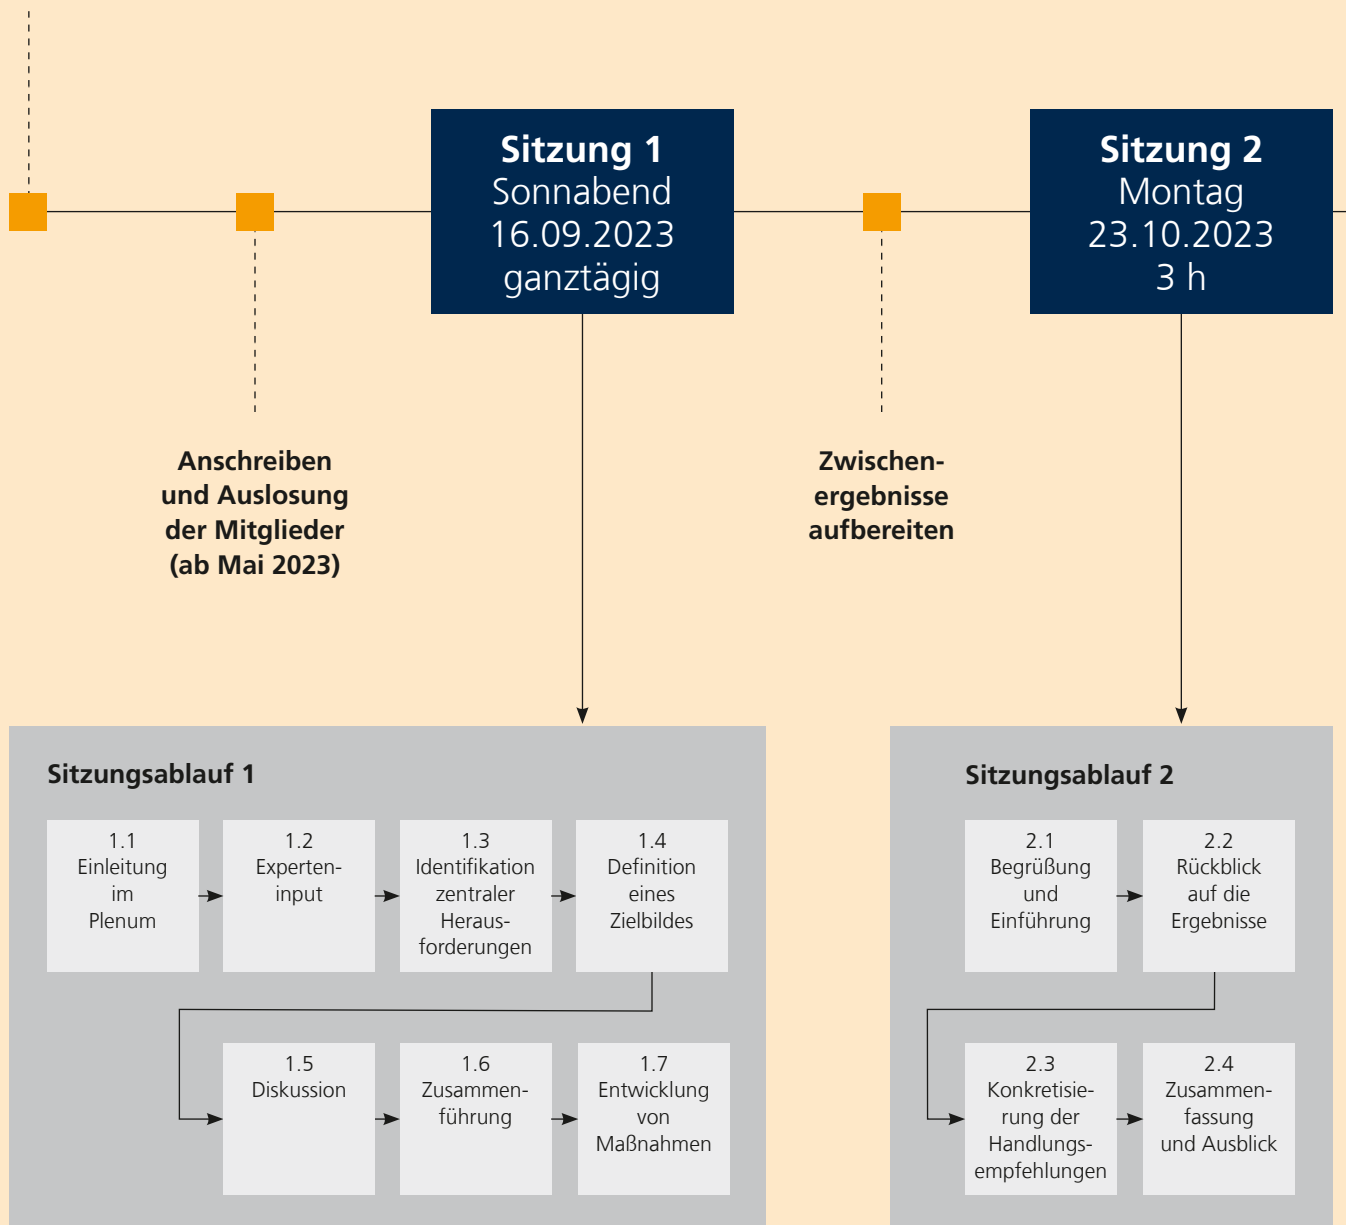 Sitzung 1
Sonnabend
16.09.2023
ganztägig
Sitzung 2
Montag
23.10.2023
3 h
Anschreiben
und Auslosung
der Mitglieder
(ab Mai 2023)
Zwischen-
ergebnisse
aufbereiten
Sitzungsablauf 1
1.1
Einleitung
im
Plenum
1.2
Experten-
input
1.3
Identifikation
zentraler
Heraus-
forderungen
1.4
Definition
eines
Zielbildes
1.5
Diskussion
1.6
Zusammen-
führung
1.7
Entwicklung
von
Maßnahmen
Sitzungsablauf 2
2.1
Begrüßung
und
Einführung
2.2
Rückblick
auf die
Ergebnisse
2.3
Konkretisie-
rung der
Handlungs-
empfehlungen
2.4
Zusammen-
fassung
und Ausblick